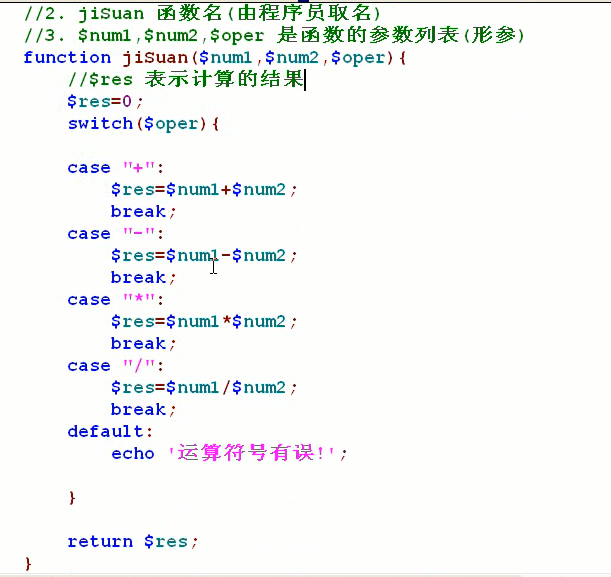 //2. jiSuan 函数名(由程序员取名)
//3. $num1,$num2,$oper 是函数的参数列表(形参)
function jiSuan($num1,$num2,$oper){
//$res 表示计算的结果
$res=0;
switch($oper){
case "+":
$res=$num1+$num2;
break;
case "-":
$res=$num1-$num2;
break;
case "*":
$res=$num1*$num2;
break;
case "/":
$res=$num1/$num2;
break;
default:
echo '运算符号有误!';
}
return $res;
}